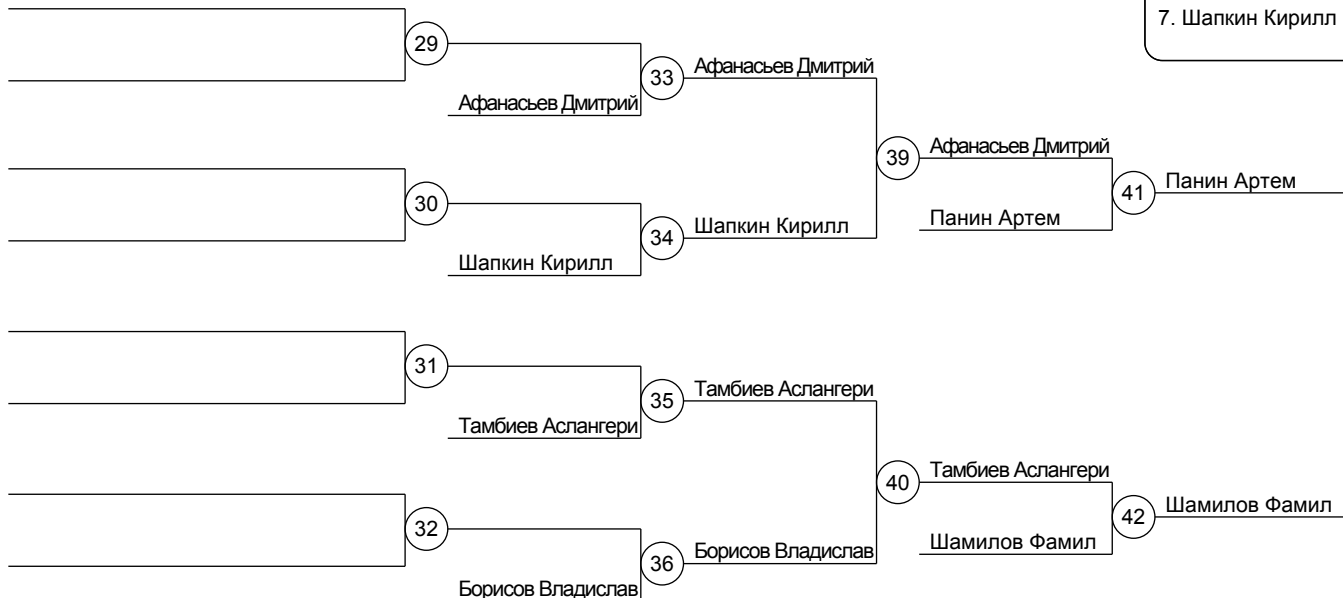 7. Шапкин Кирилл
29
33
Афанасьев Дмитрий
Афанасьев Дмитрий
39
Афанасьев Дмитрий
41
Панин Артем
30
34
Шапкин Кирилл
Панин Артем
Шапкин Кирилл
31
35
Тамбиев Аслангери
Тамбиев Аслангери
40
Тамбиев Аслангери
42
Шамилов Фамил
32
36
Борисов Владислав
Шамилов Фамил
Борисов Владислав